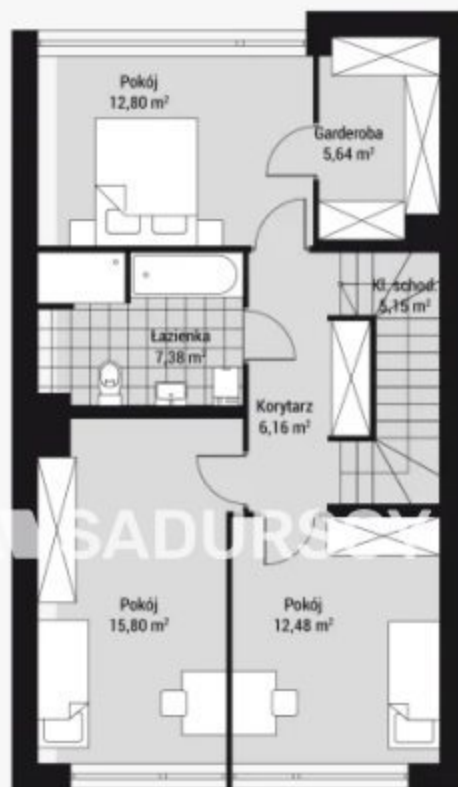 Pokój
12,80 m²
Garderoba
5,64 m²
Kl. schod.
5,15 m²
Łazienka
7,38 m²
Korytarz
6,16 m²
SADURSCY
Pokój
15,80 m²
Pokój
12,48 m²